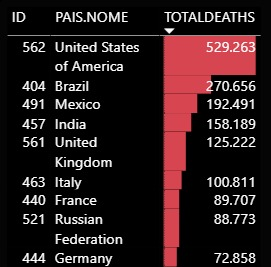 ID PAIS.NOME TOTALDEATHS
562 United States 529.263
of America
404 Brazil 270.656
491 Mexico 192.491
457 India 158.189
561 United 125.222
Kingdom
463 Italy 100.811
440 France 89.707
521 Russian 88.773
Federation
444 Germany 72.858